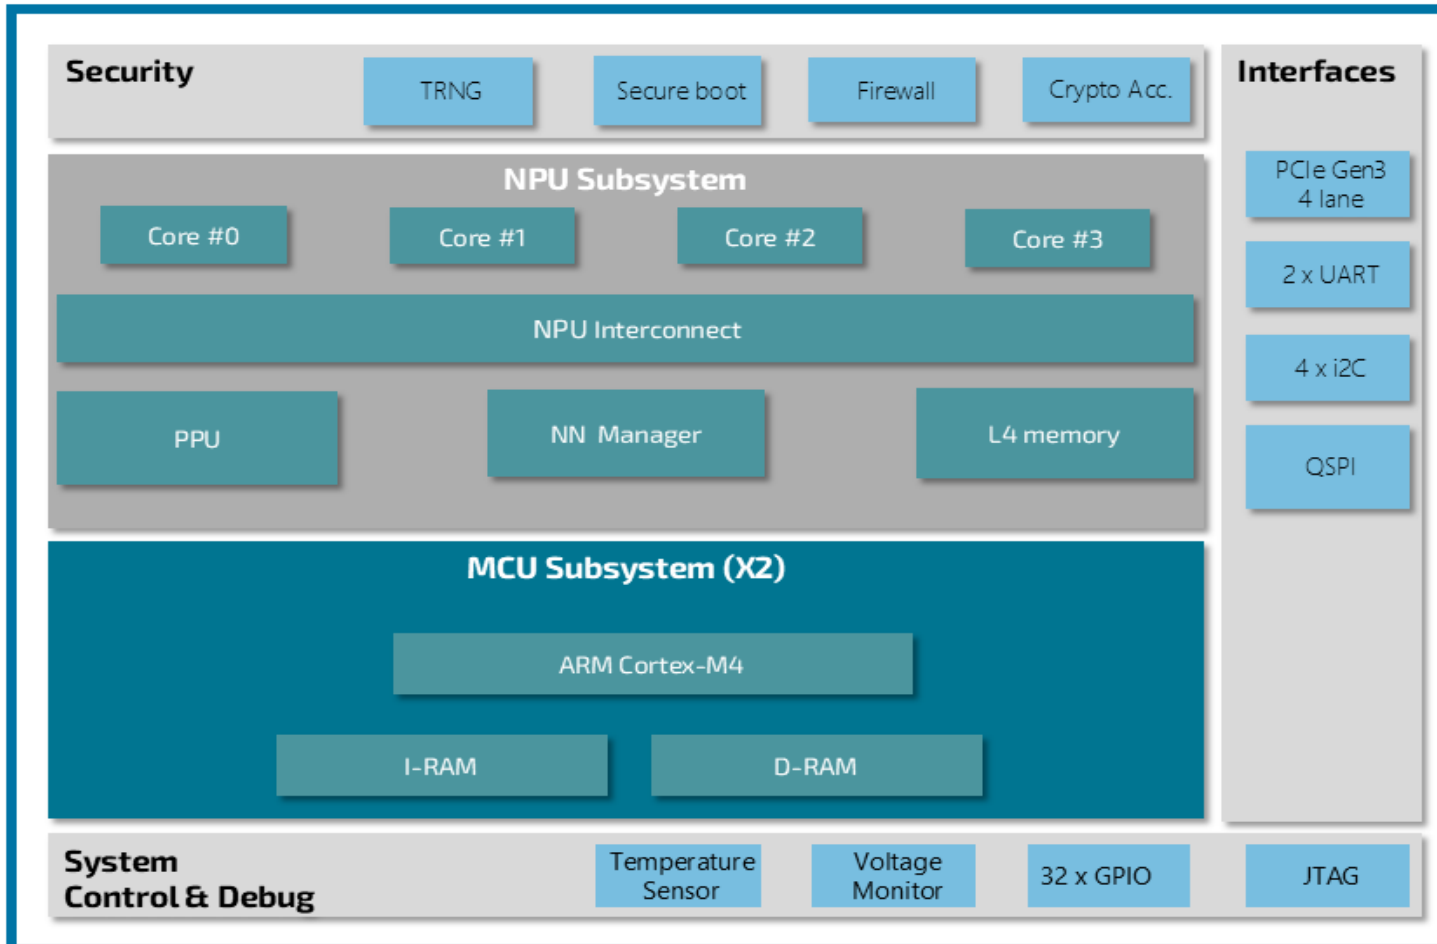 Security
TRNG
Secure boot
Firewall
Crypto Acc.
Interfaces
PCIe Gen3
4 lane
2 x UART
4 x i2C
QSPI
NPU Subsystem
Core #0
Core #1
Core #2
Core #3
NPU Interconnect
PPU
NN Manager
L4 memory
MCU Subsystem (X2)
ARM Cortex-M4
I-RAM
D-RAM
System
Control & Debug
Temperature
Sensor
Voltage
Monitor
32 x GPIO
JTAG